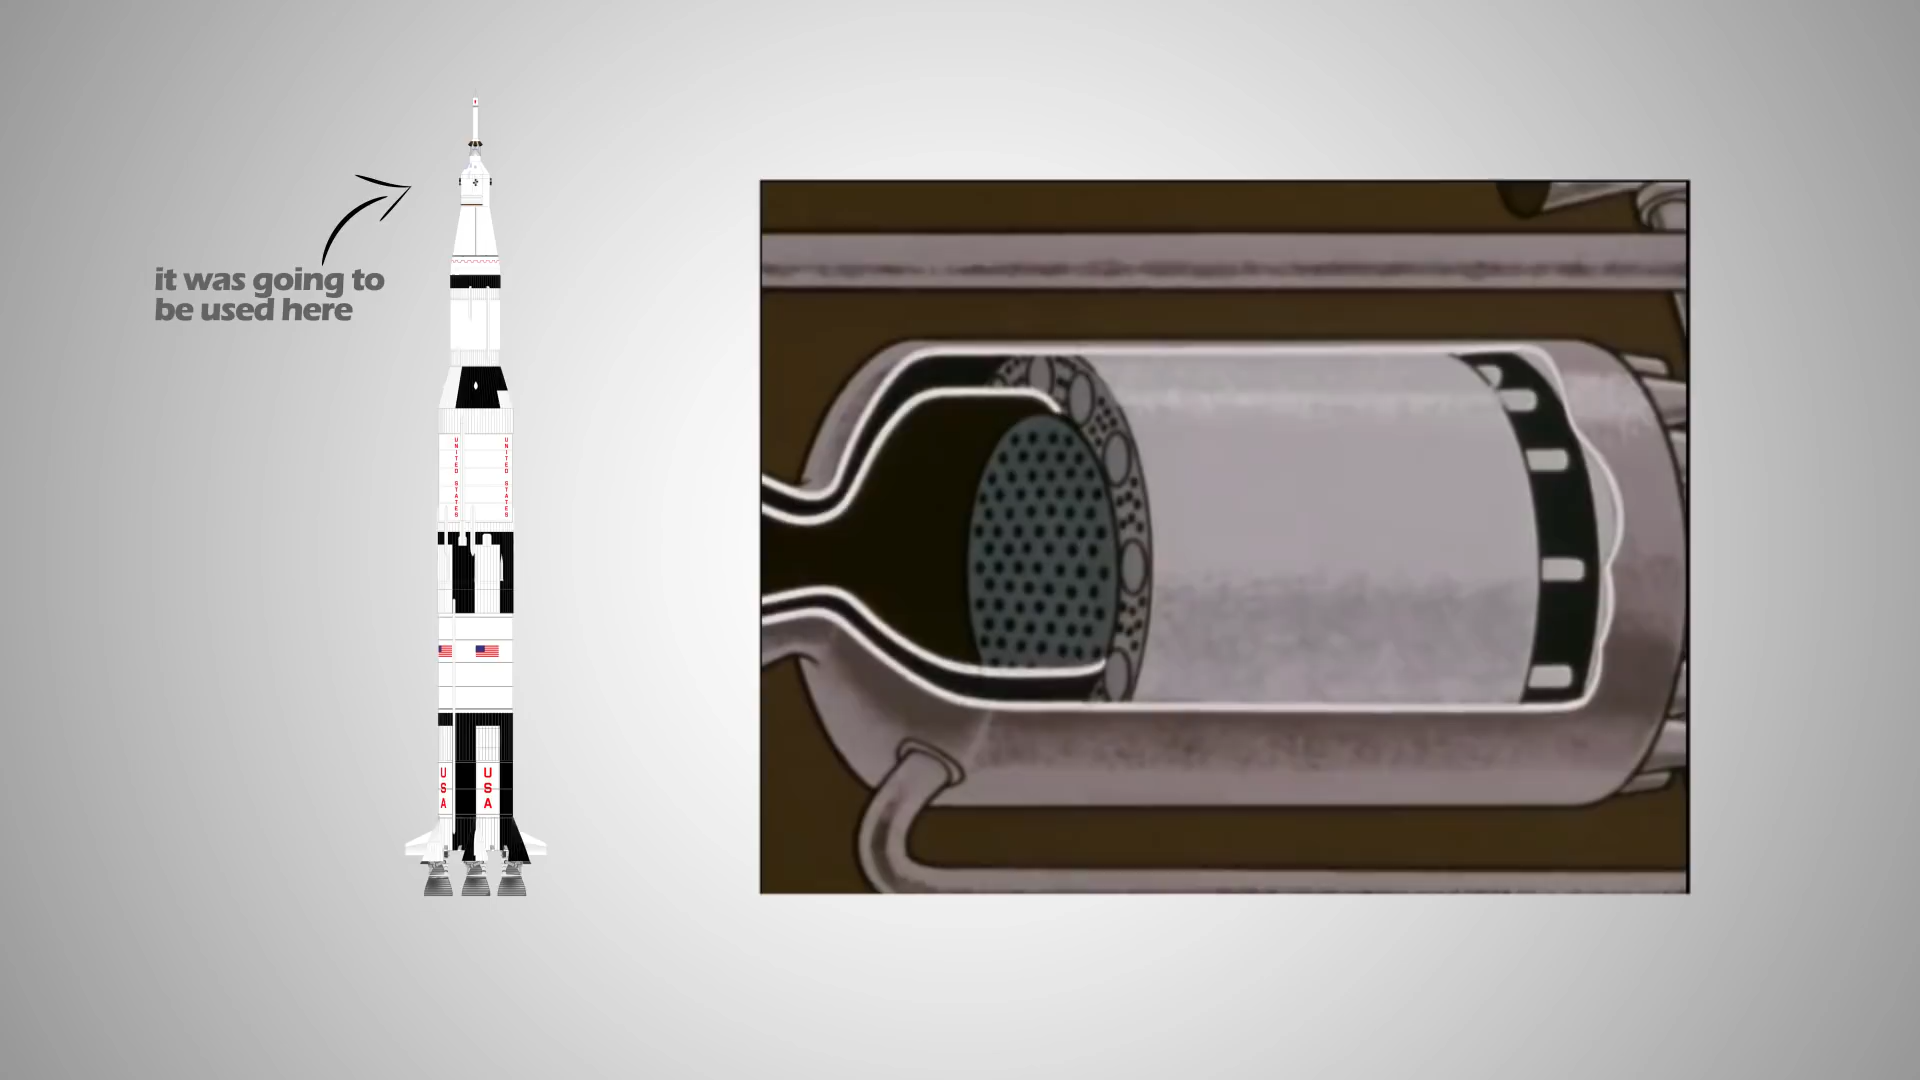 it was going to
be used here
UNITED STATES
UNITED STATES
USA
USA